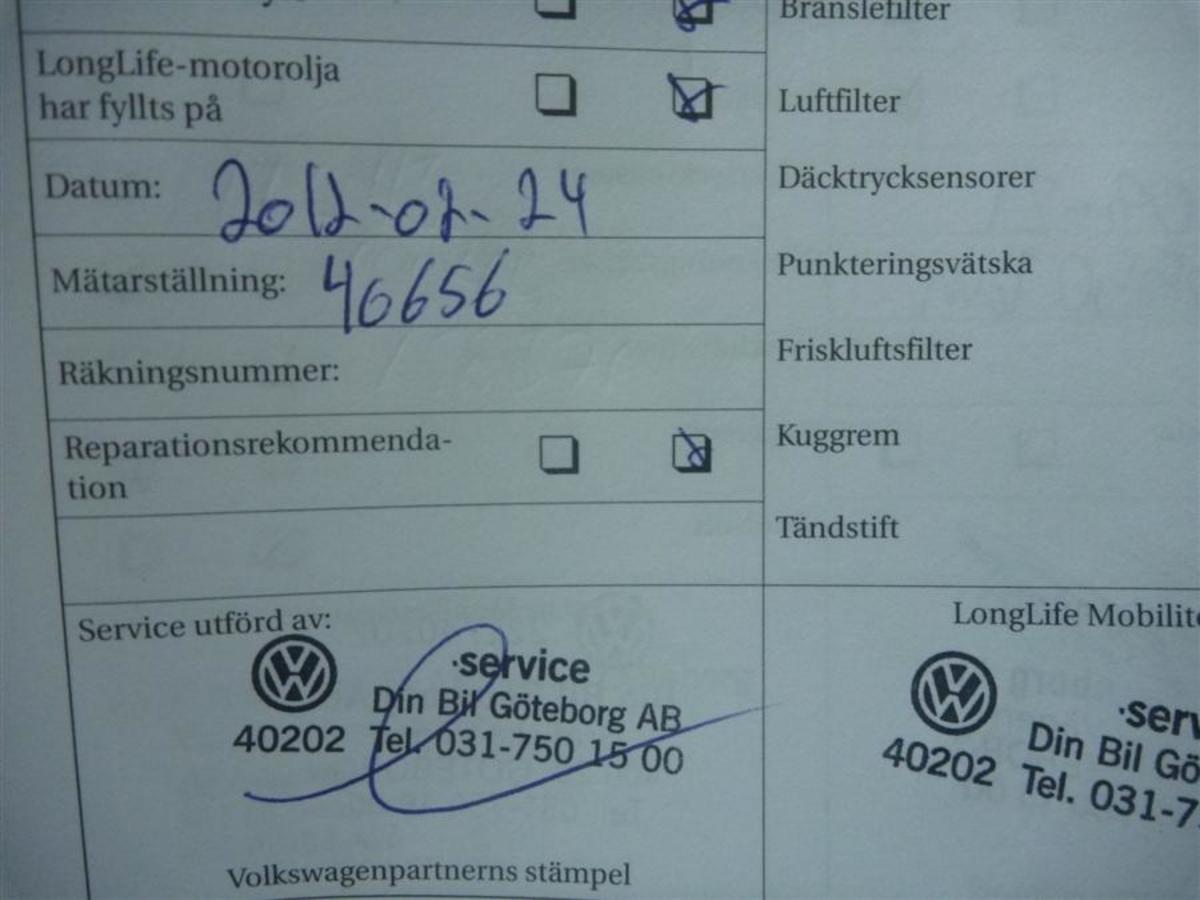 LongLife-motorolja
har fyllts på
Datum: 2012-02-24
Mätarställning: 40656
Räkningsnummer:
Reparationsrekommenda-
tion
Service utförd av:
service
Din Bil Göteborg AB
40202 Tel. 031-750 15 00
Volkswagenpartnerns stämpel
Bränslefilter
Luftfilter
Däcktrycksensorer
Punkteringsvätska
Friskluftsfilter
Kuggrem
Tändstift
LongLife Mobilite
·serv
Din Bil Gö
40202 Tel. 031-7